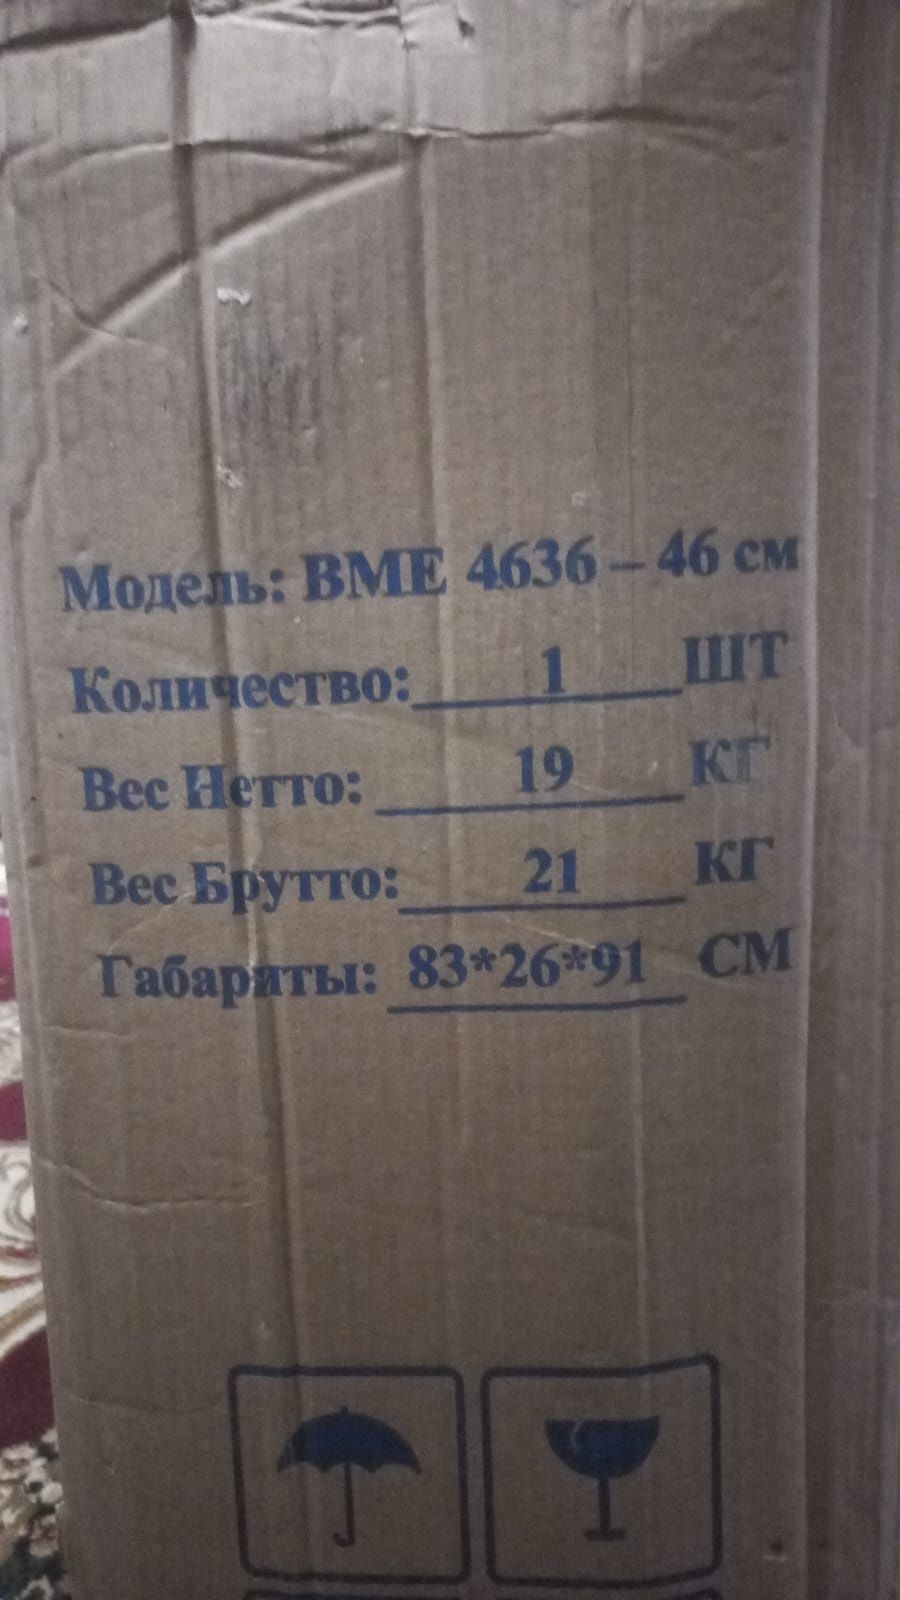 Модель: ВМЕ 4636 – 46 см
Количество: 1 ШТ
Вес Нетто: 19 КГ
Вес Брутто: 21 КГ
Габариты: 83*26*91 СМ